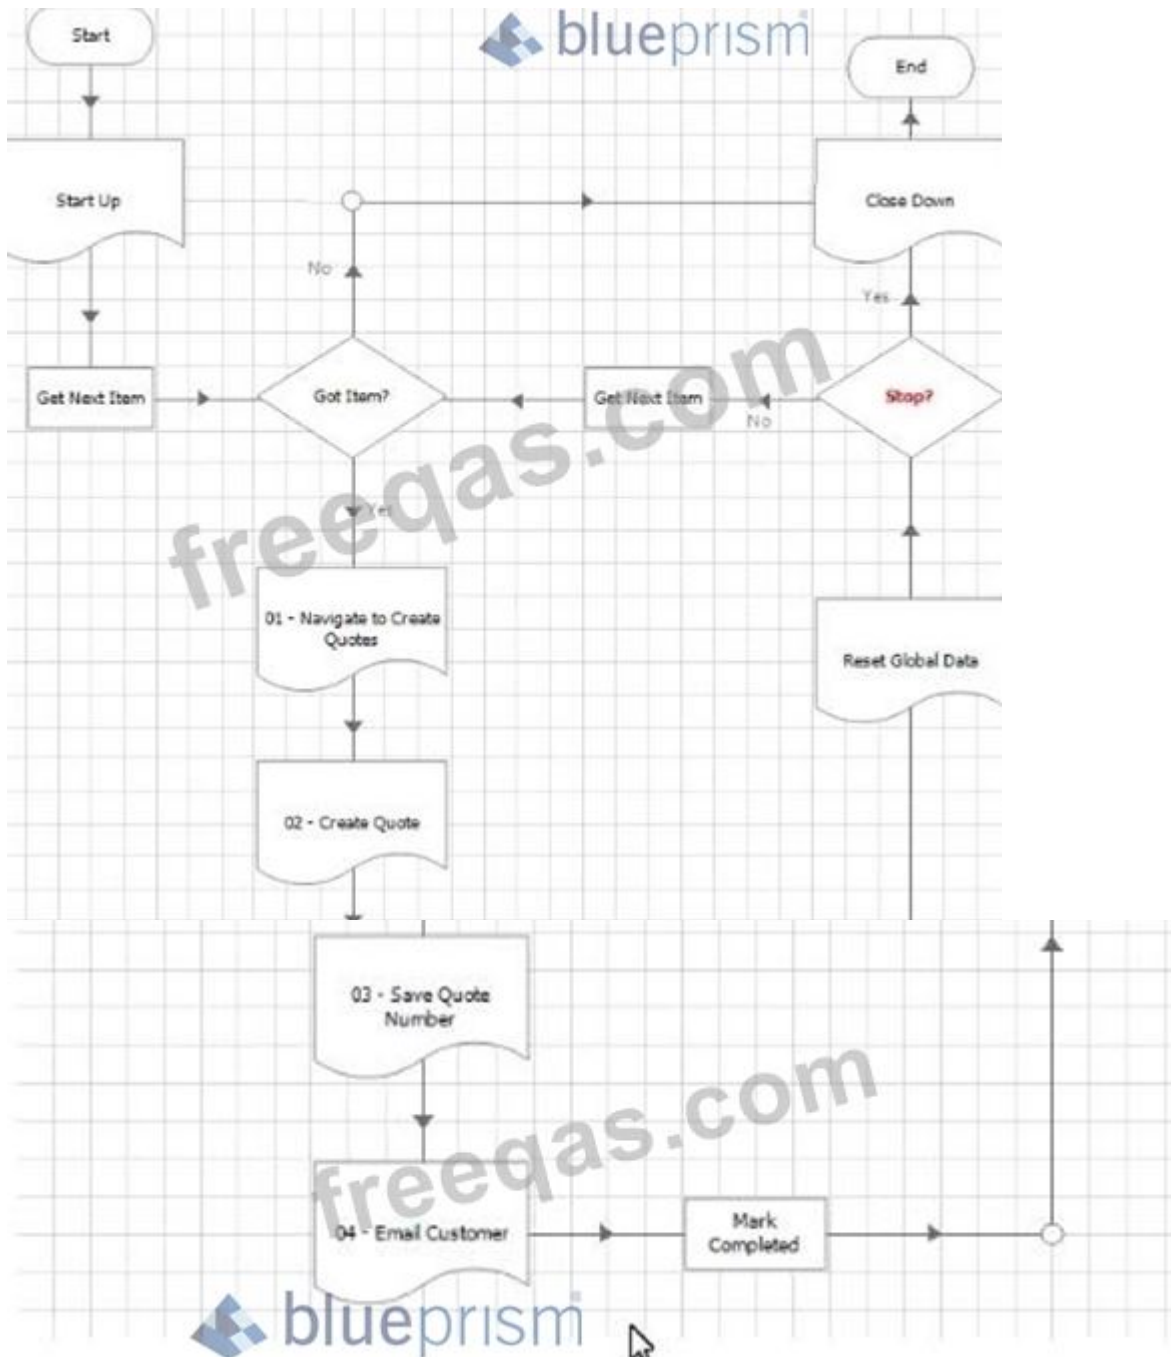 Start
blueprism
End
Start Up
Close Down
No
Yes
Get Next Item
Got Item?
Get Next Item
Stop?
No
freeqas.com
Yes
01 - Navigate to Create
Quotes
Reset Global Data
02 - Create Quote
03 - Save Quote
Number
freeqas.com
04 - Email Customer
Mark
Completed
blueprism